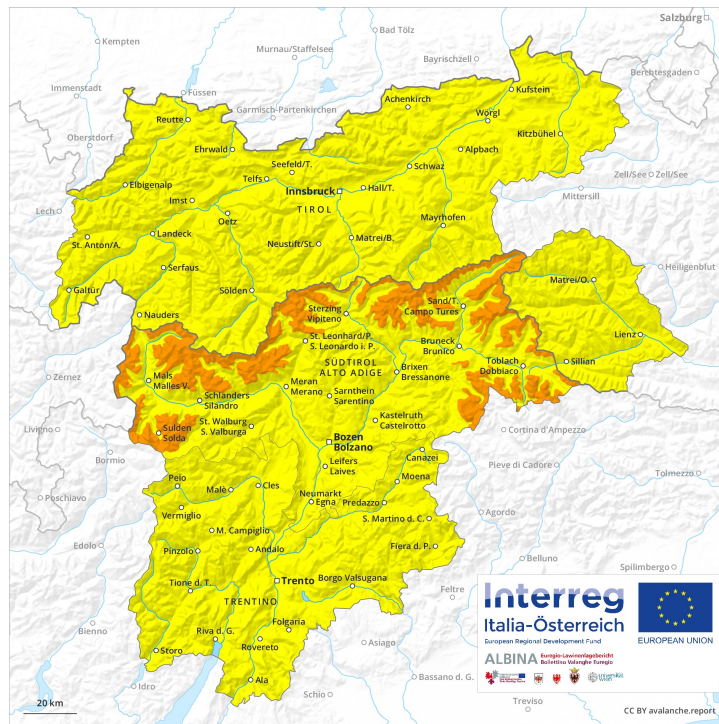 Salzburg
Kempten
Bad Tölz
Murnau/Staffelsee
Bayrischzell
Berchtesgaden
Immenstadt
Füssen
Garmisch-Partenkirchen
Achenkirch
Kufstein
Reutte
Wörgl
Oberstdorf
Ehrwald
Kitzbühel
Alpbach
Seefeld/T.
Schwaz
Zell/See
Zell/See
Telfs
Elbigenalp
Innsbruck
Hall/T.
Mittersill
Imst
TIROL
Lech
Oetz
Mayrhofen
Landeck
Matrei/B.
St. Anton/A.
Neustift/St.
Serfaus
Heiligenblut
Matrei/O.
Galtür
Sölden
Sand/T.
Campo Tures
Nauders
Sterzing
Vipiteno
Lienz
St. Leonhard/P.
S. Leonardo i. P.
Bruneck
Brunico
Sillian
Toblach
Dobbiaco
SÜDTIROL
ALTO ADIGE
Brixen
Bressanone
Zernez
Mals
Malles V.
Meran
Merano
Schlanders
Silandro
Sarnthein
Sarentino
Kastelruth
Castelrotto
Livigno
Sulden
Solda
St. Walburg
S. Valburga
Cortina d'Ampezzo
Bozen
Bolzano
Bormio
Canazei
Pieve di Cadore
Leifers
Laives
Tolmezzo
Moena
Peio
Malè
Cles
Neumarkt
Egna
Predazzo
Poschiavo
Vermiglio
Agordo
S. Martino d. C.
M. Campiglio
Edolo
Pinzolo
Andalo
Fiera d. P.
Belluno
Spilimbergo
Tione d. T.
Trento
Borgo Valsugana
Feltre
TRENTINO
Bienno
Folgaria
Riva d. G.
Rovereto
Asiago
Storo
Ala
Bassano d. G.
Idro
Schio
Treviso
20 km
Interreg
Italia-Österreich
European Regional Development Fund
EUROPEAN UNION
ALBINA Euregio-Lawinenlagebericht
Bollettino Valanghe Euregio
universität
wien
CC BY avalanche.report